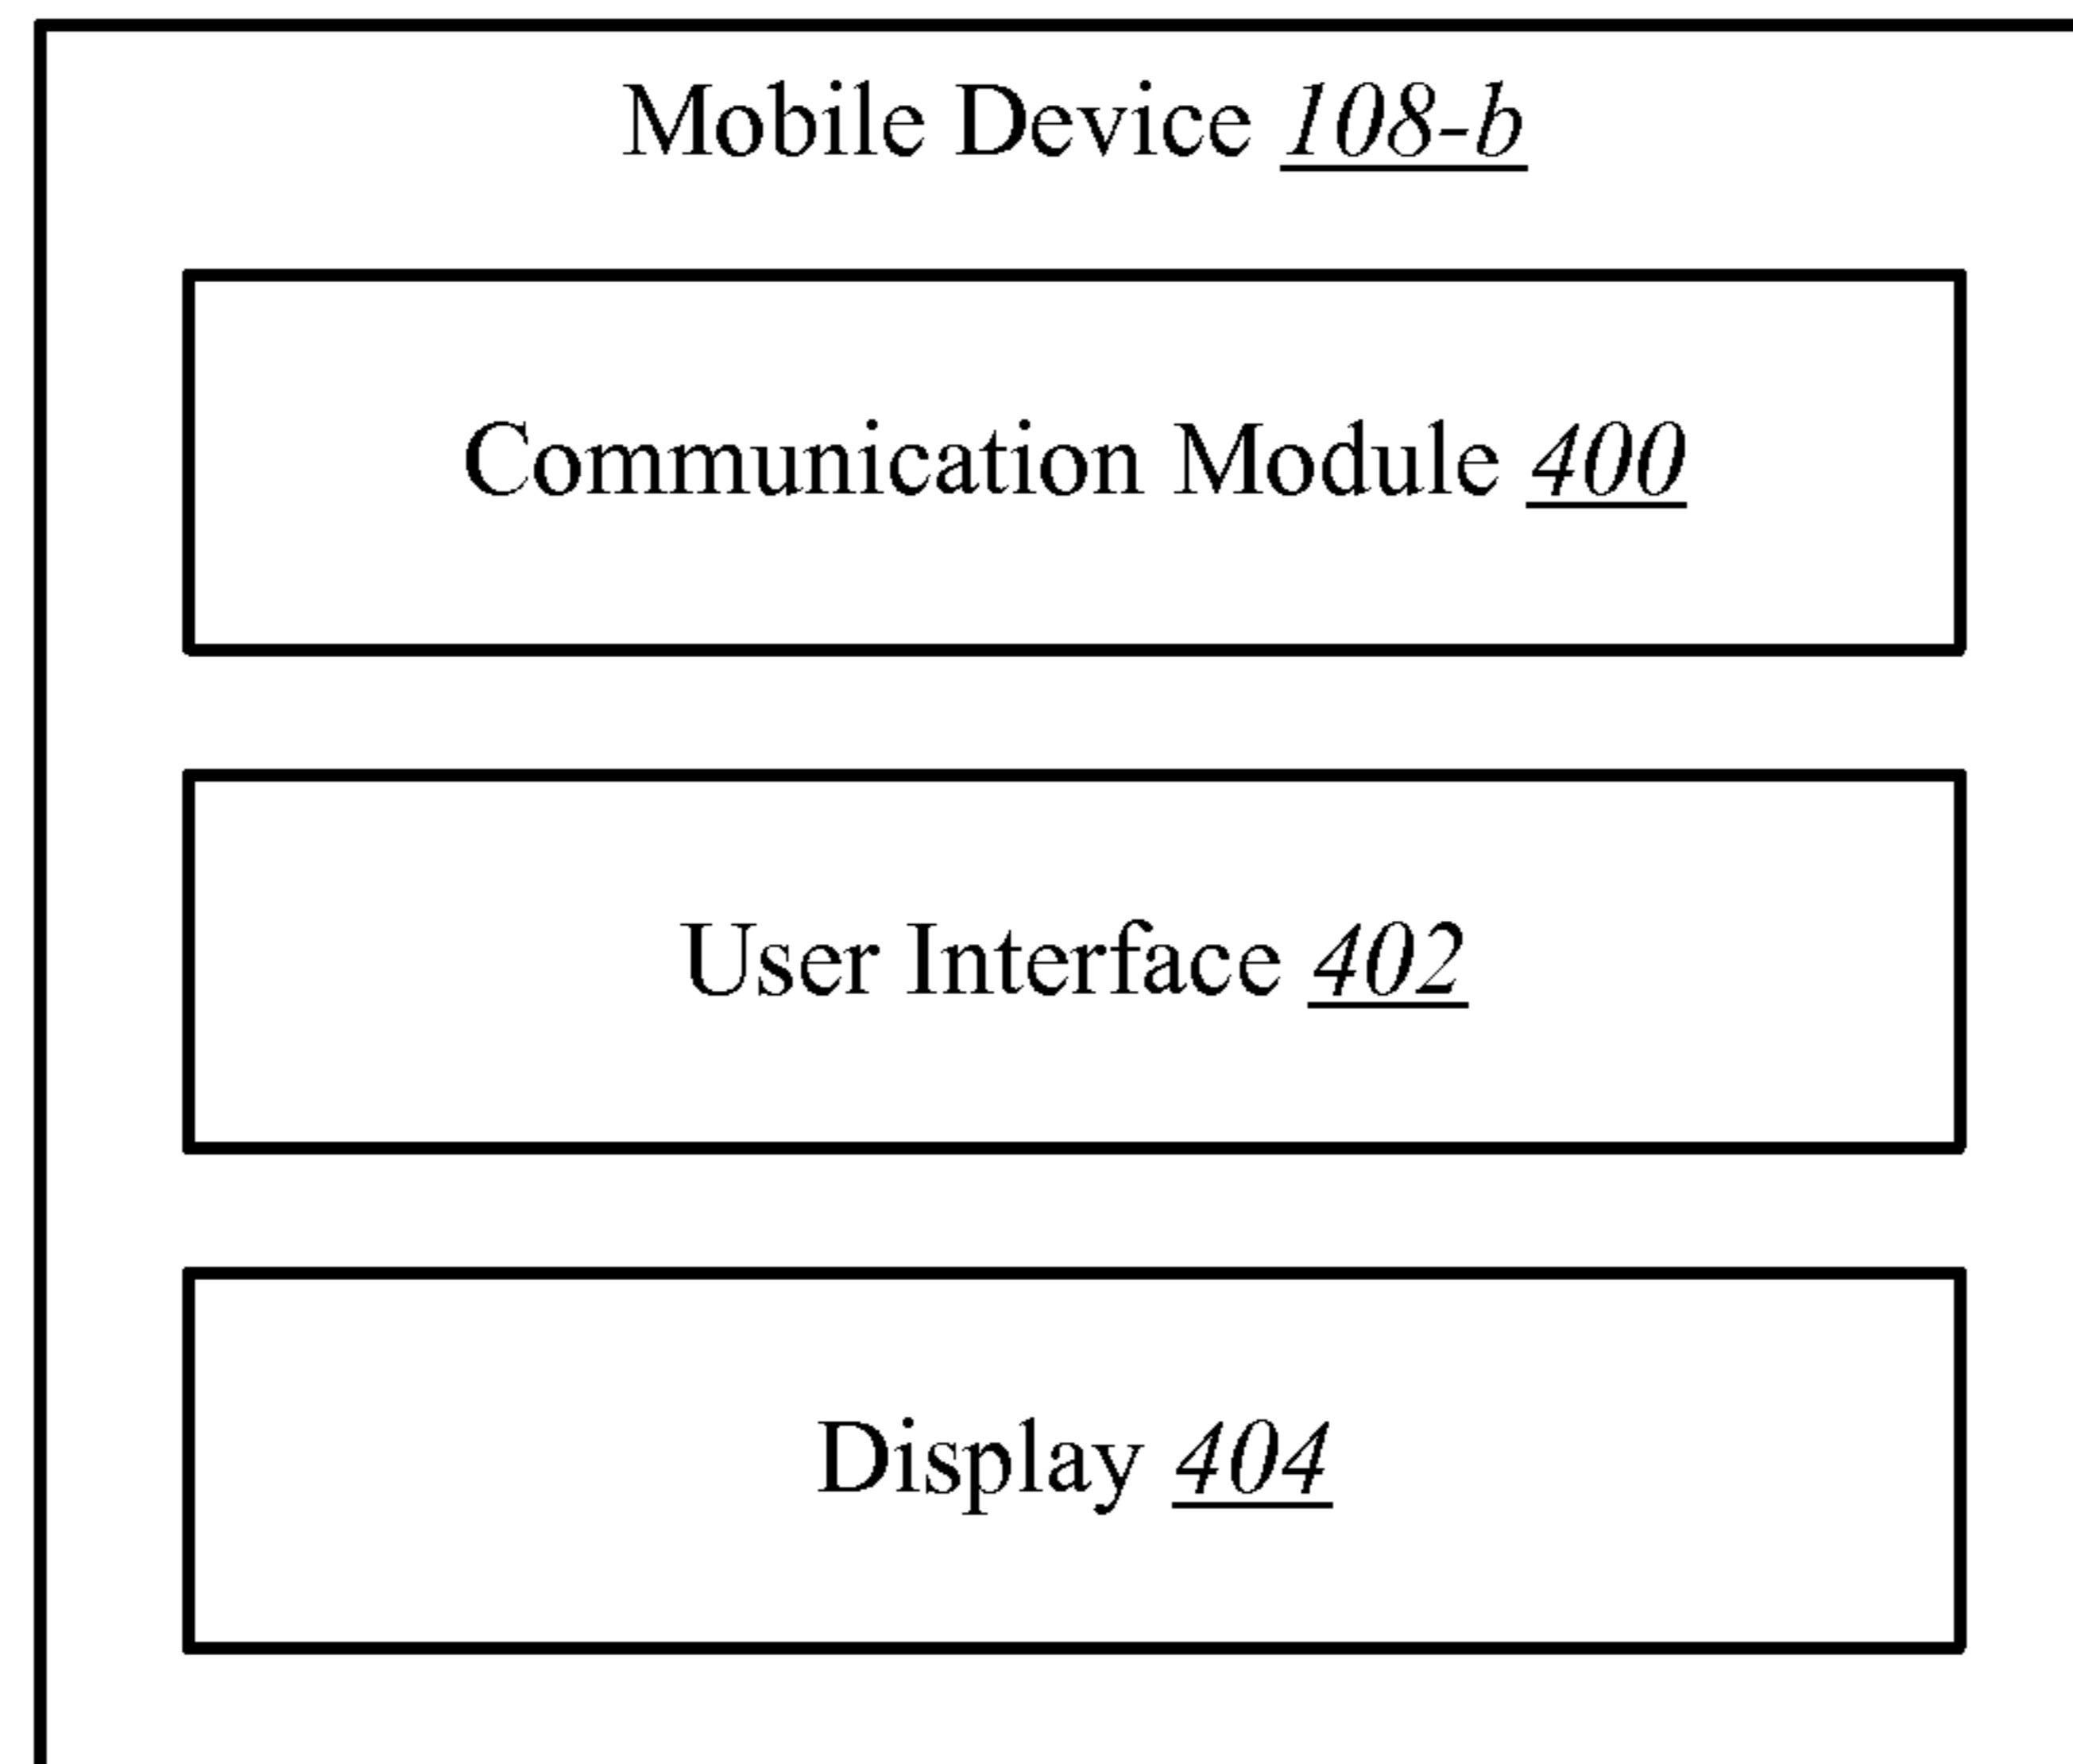 Mobile Device 108-b
Communication Module 400
User Interface 402
Display 404